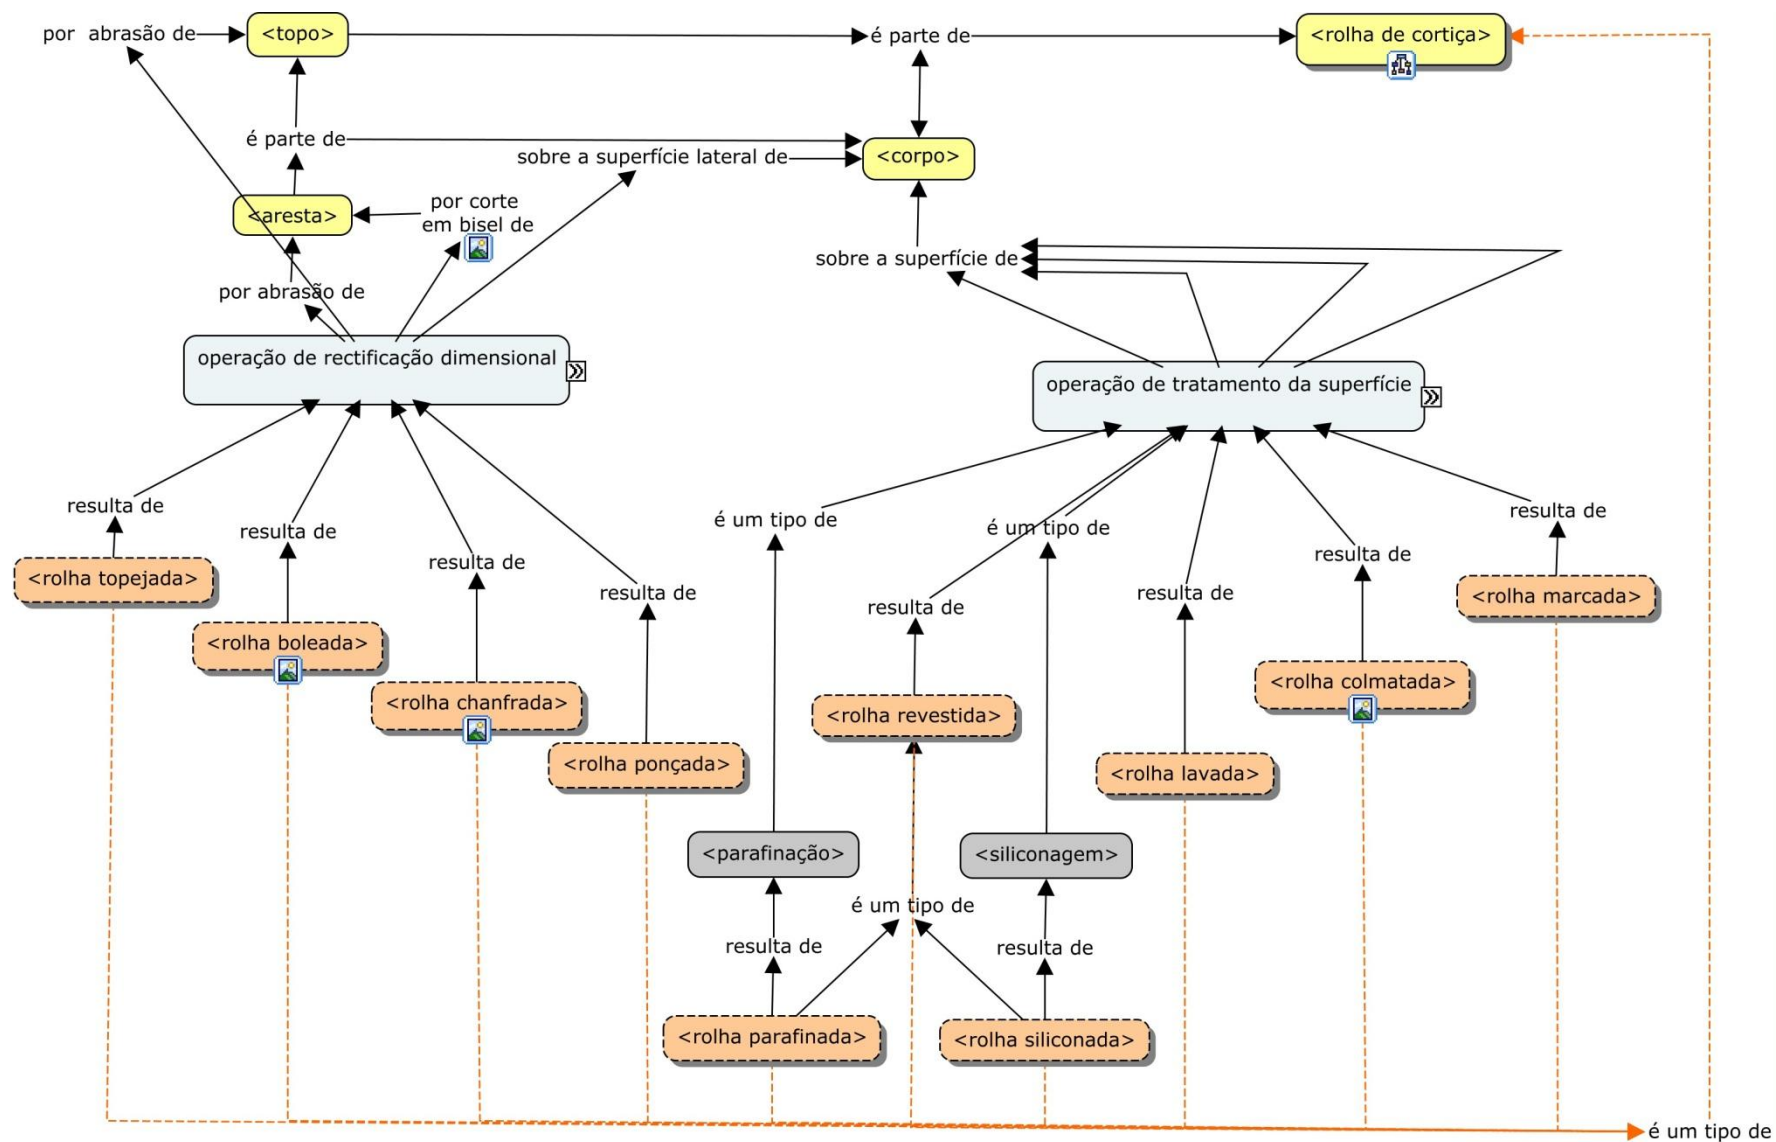 por  abrasão de
<topo>
é parte de
<rolha de cortiça>
é parte de
sobre a superfície lateral de
<corpo>
<aresta>
por corte
em bisel de
sobre a superfície de
por abrasão de
operação de rectificação dimensional
operação de tratamento da superfície
resulta de
resulta de
resulta de
resulta de
é um tipo de
é um tipo de
resulta de
resulta de
resulta de
resulta de
<rolha topejada>
<rolha marcada>
<rolha boleada>
<rolha colmatada>
<rolha chanfrada>
<rolha revestida>
<rolha ponçada>
<rolha lavada>
<parafinação>
<siliconagem>
é um tipo de
resulta de
resulta de
<rolha parafinada>
<rolha siliconada>
é um tipo de